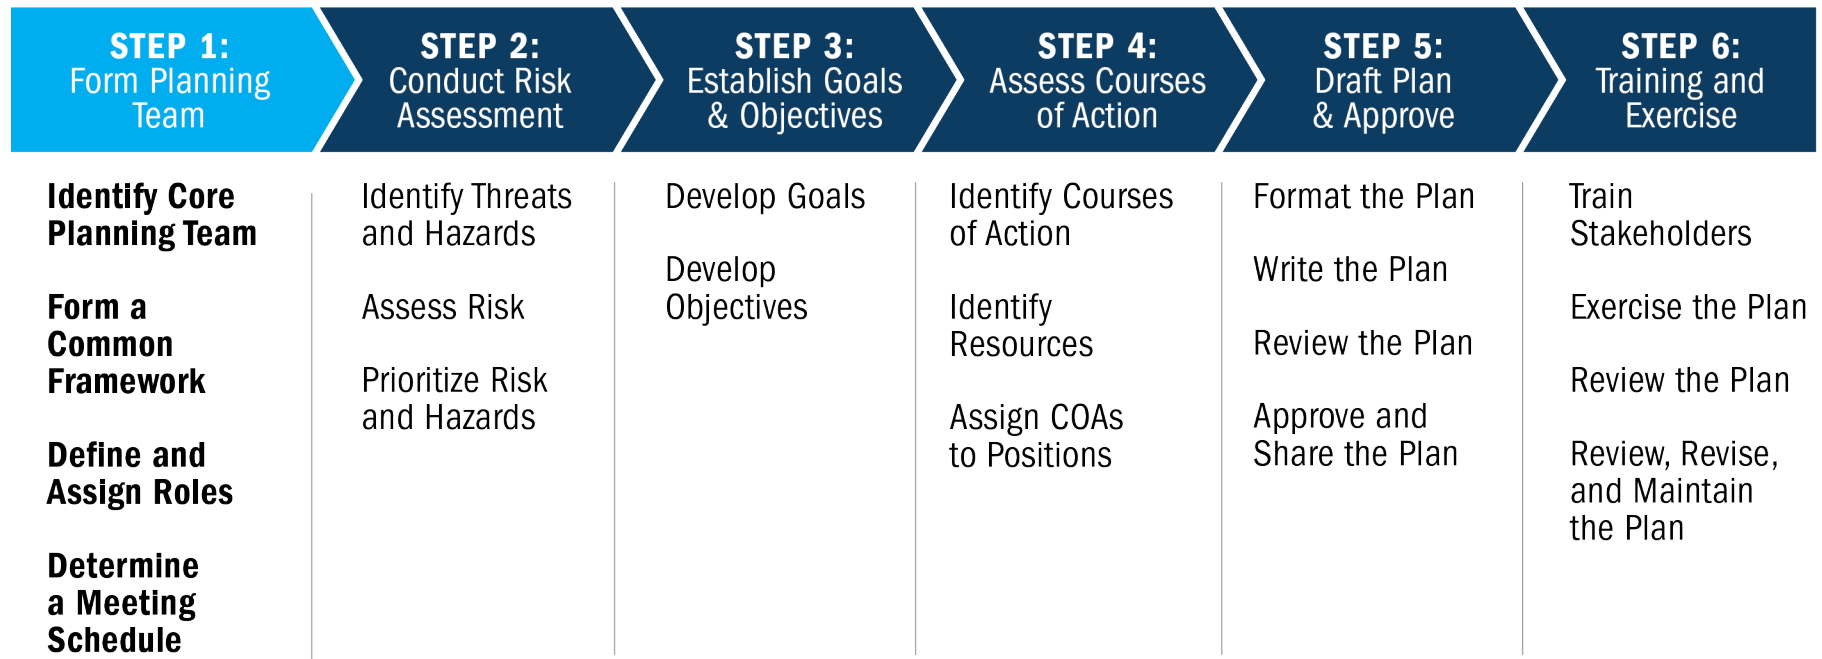 STEP 1:
Form Planning
Team
STEP 2:
Conduct Risk
Assessment
STEP 3:
Establish Goals
& Objectives
STEP 4:
Assess Courses
of Action
STEP 5:
Draft Plan
& Approve
STEP 6:
Training and
Exercise
Identify Core
Planning Team
Form a
Common
Framework
Define and
Assign Roles
Determine
a Meeting
Schedule
Identify Threats
and Hazards
Assess Risk
Prioritize Risk
and Hazards
Develop Goals
Develop
Objectives
Identify Courses
of Action
Identify
Resources
Assign COAs
to Positions
Format the Plan
Write the Plan
Review the Plan
Approve and
Share the Plan
Train
Stakeholders
Exercise the Plan
Review the Plan
Review, Revise,
and Maintain
the Plan